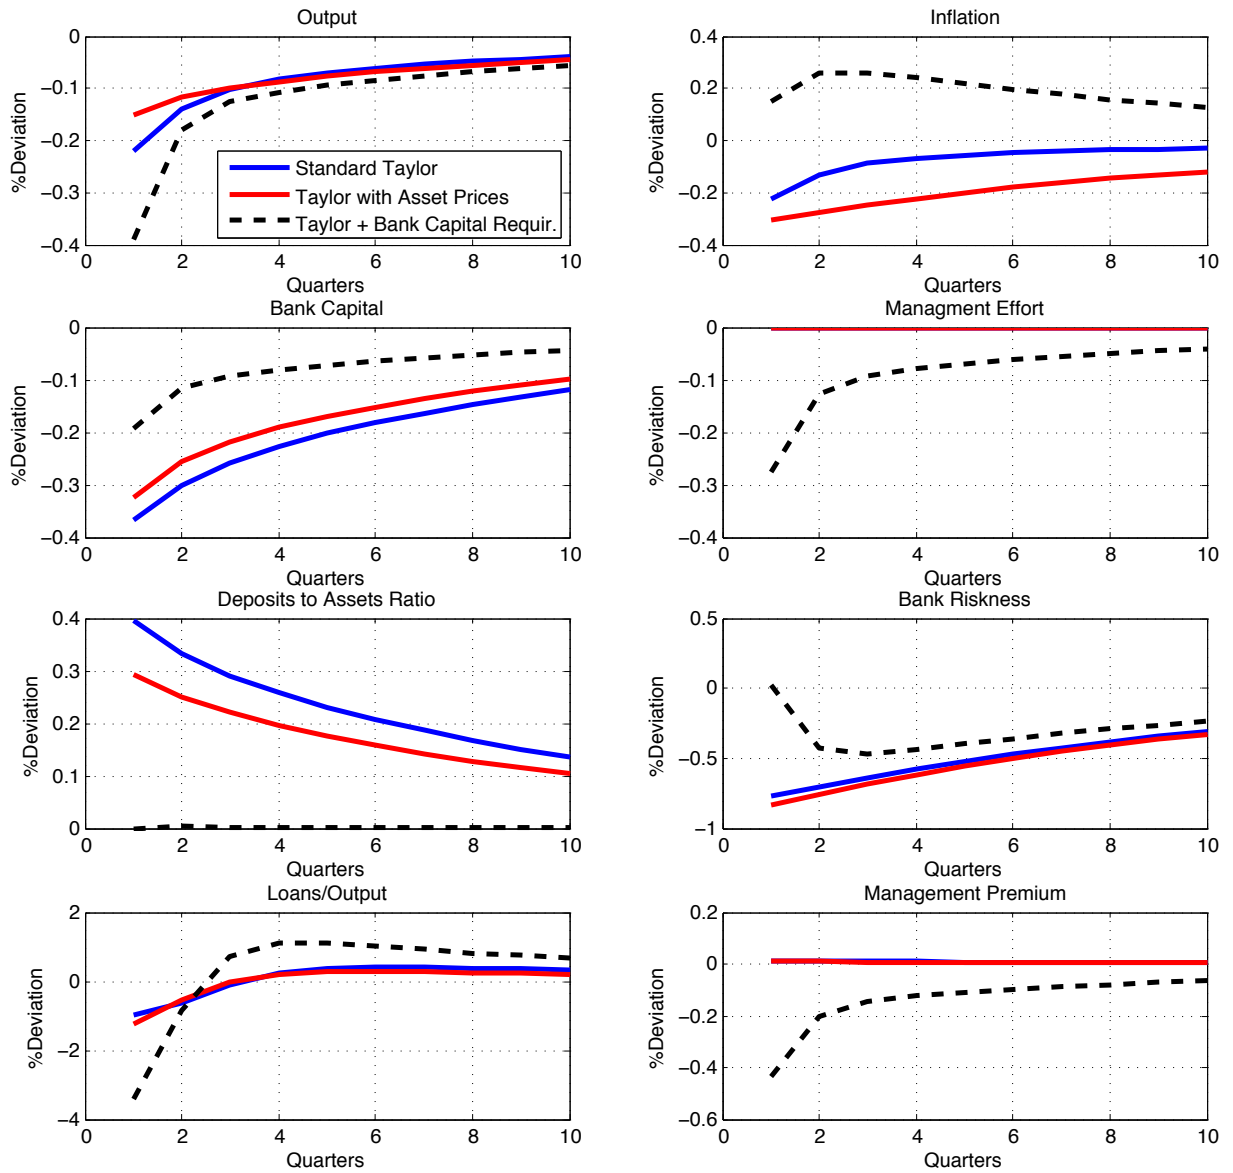 Output
%Deviation
0
−0.1
−0.2
−0.3
−0.4
Standard Taylor
Taylor with Asset Prices
Taylor + Bank Capital Requir.
0 2 4 6 8 10
Quarters
Inflation
%Deviation
0.4
0.2
0
−0.2
−0.4
0 2 4 6 8 10
Quarters
Bank Capital
%Deviation
0
−0.1
−0.2
−0.3
−0.4
0 2 4 6 8 10
Quarters
Managment Effort
%Deviation
0
−0.1
−0.2
−0.3
−0.4
0 2 4 6 8 10
Quarters
Deposits to Assets Ratio
%Deviation
0.4
0.3
0.2
0.1
0
0 2 4 6 8 10
Quarters
Bank Riskness
%Deviation
0.5
0
−0.5
−1
0 2 4 6 8 10
Quarters
Loans/Output
%Deviation
2
0
−2
−4
0 2 4 6 8 10
Quarters
Management Premium
%Deviation
0.2
0
−0.2
−0.4
−0.6
0 2 4 6 8 10
Quarters